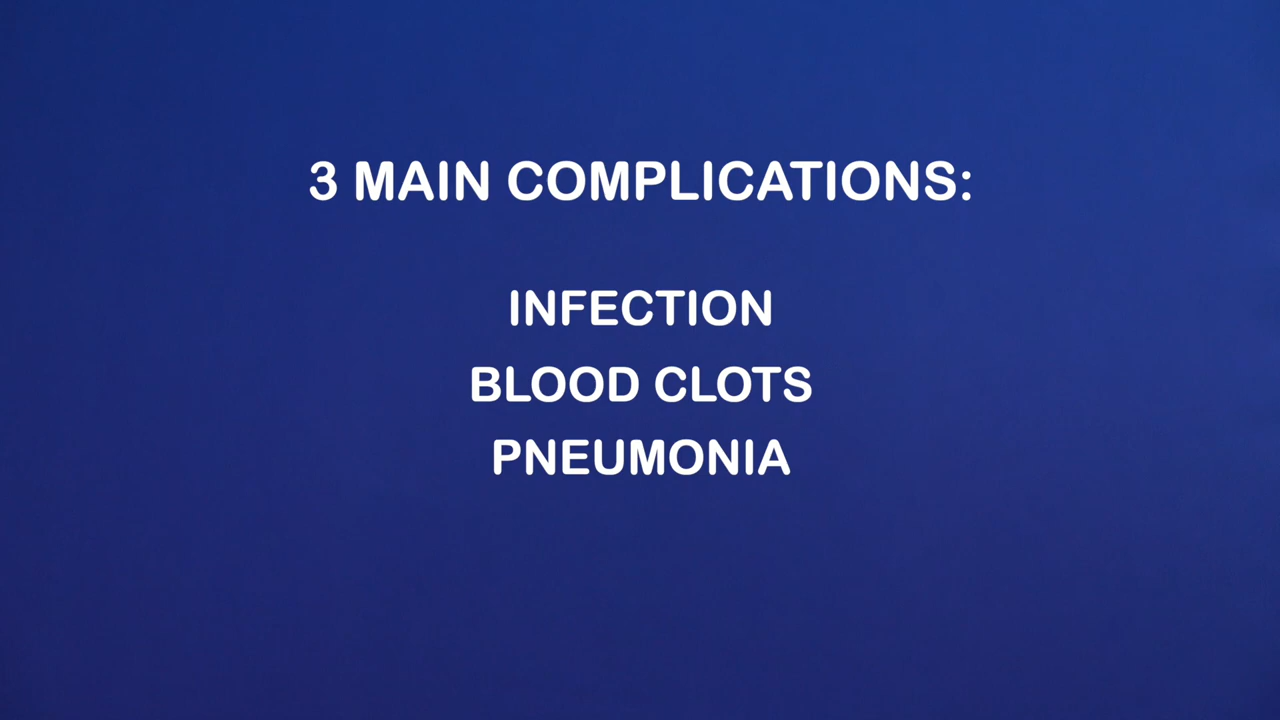 3 MAIN COMPLICATIONS:
INFECTION
BLOOD CLOTS
PNEUMONIA